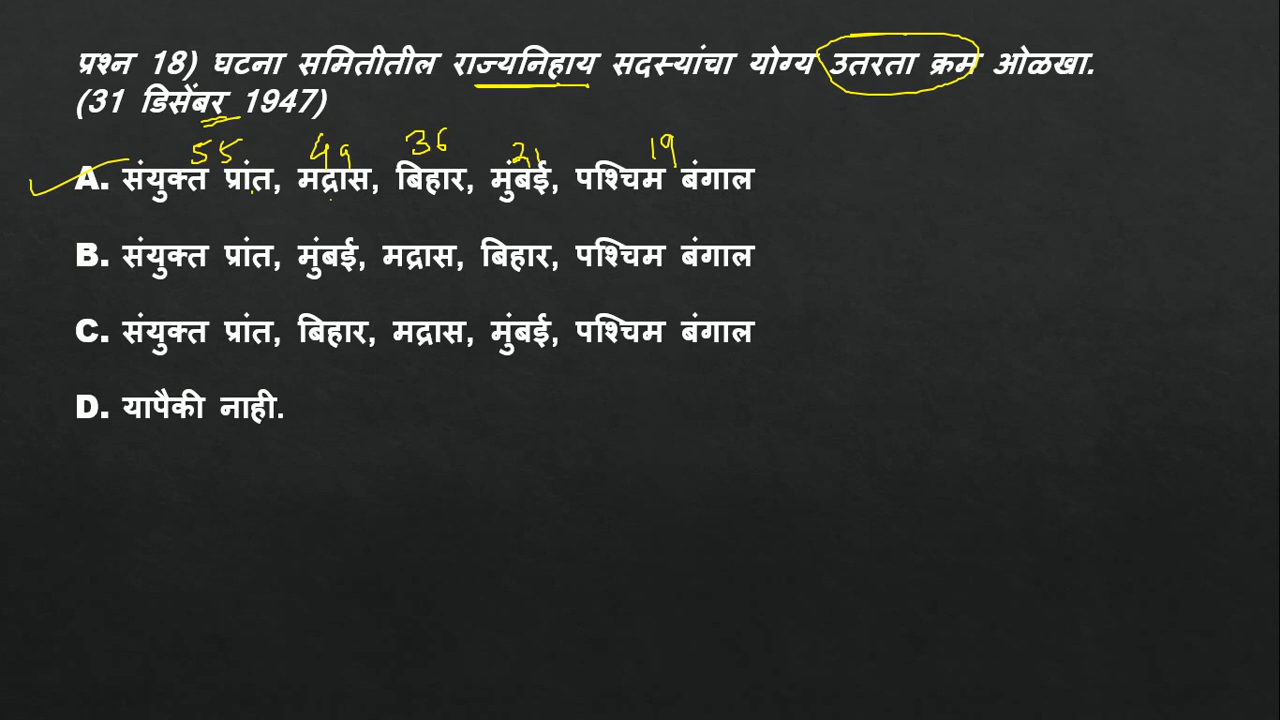 प्रश्न 18) घटना समितीतील राज्यनिहाय सदस्यांचा योग्य उतरता क्रम ओळखा.
(31 डिसेंबर 1947)
55 49 36 21 19
A. संयुक्त प्रांत, मद्रास, बिहार, मुंबई, पश्चिम बंगाल
B. संयुक्त प्रांत, मुंबई, मद्रास, बिहार, पश्चिम बंगाल
C. संयुक्त प्रांत, बिहार, मद्रास, मुंबई, पश्चिम बंगाल
D. यापैकी नाही.